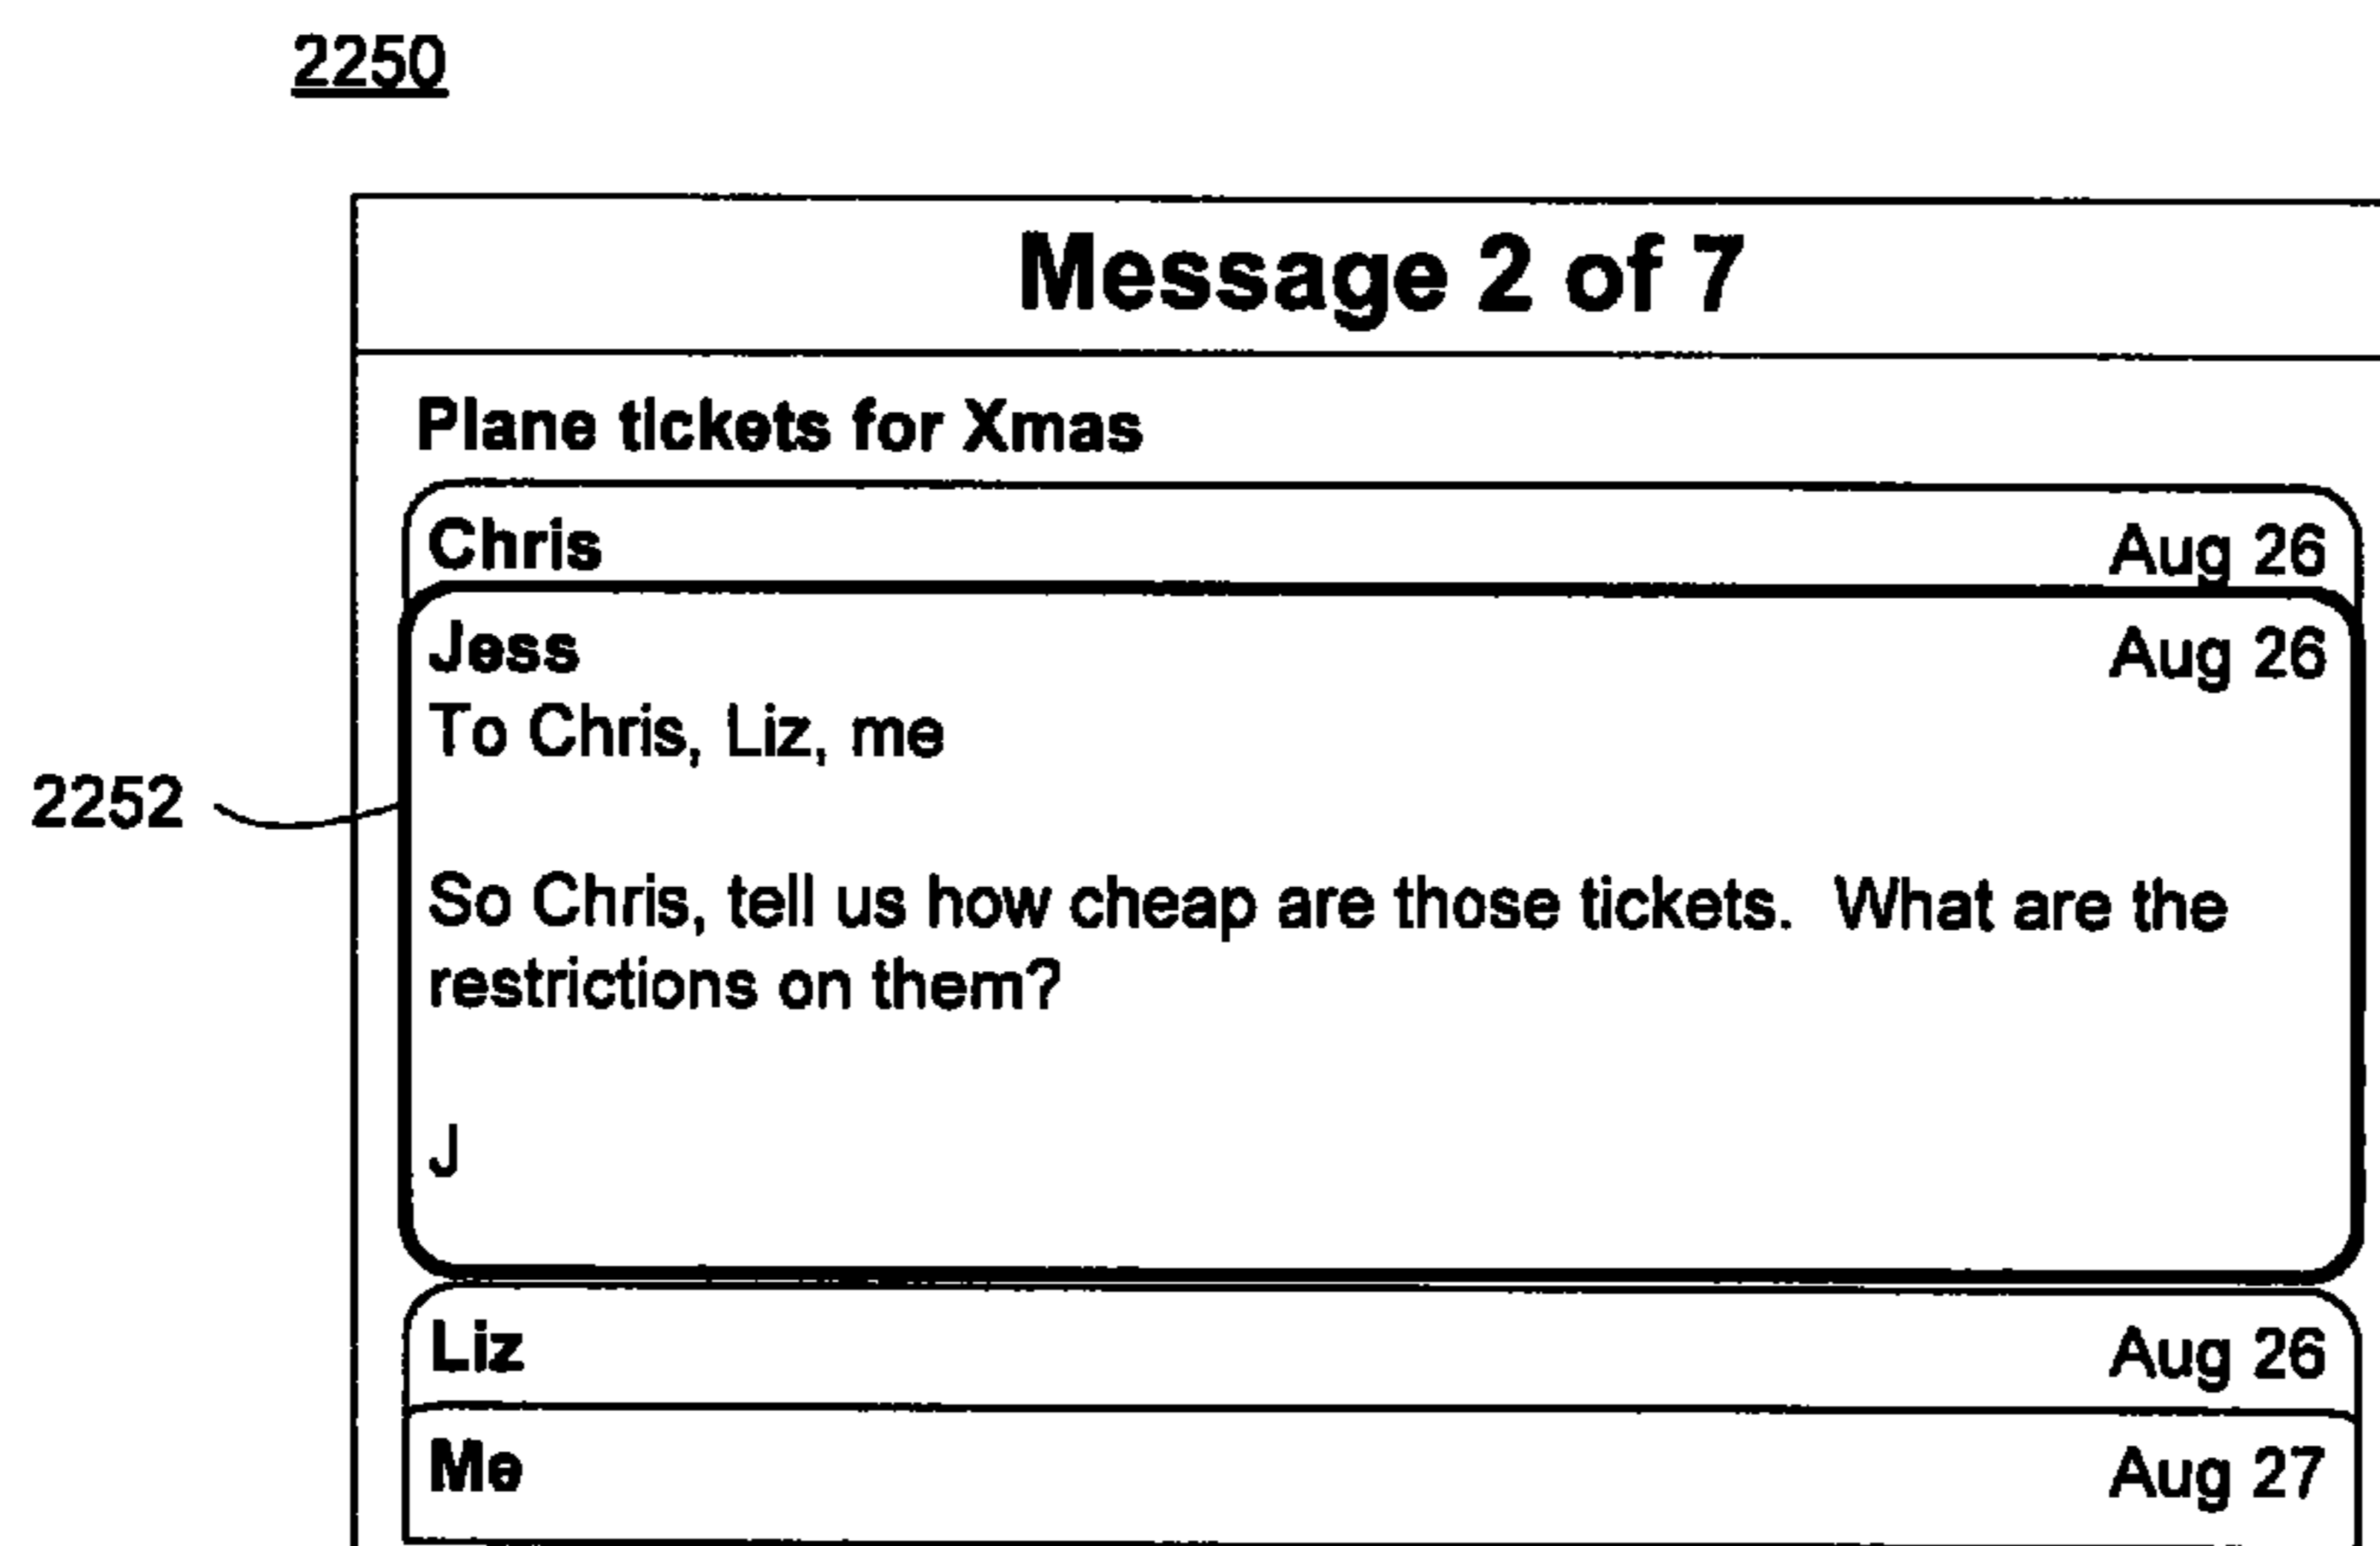 2250
Message 2 of 7
Plane tickets for Xmas
Chris Aug 26
Jess Aug 26
To Chris, Liz, me
2252
So Chris, tell us how cheap are those tickets.  What are the
restrictions on them?
J
Liz Aug 26
Me Aug 27